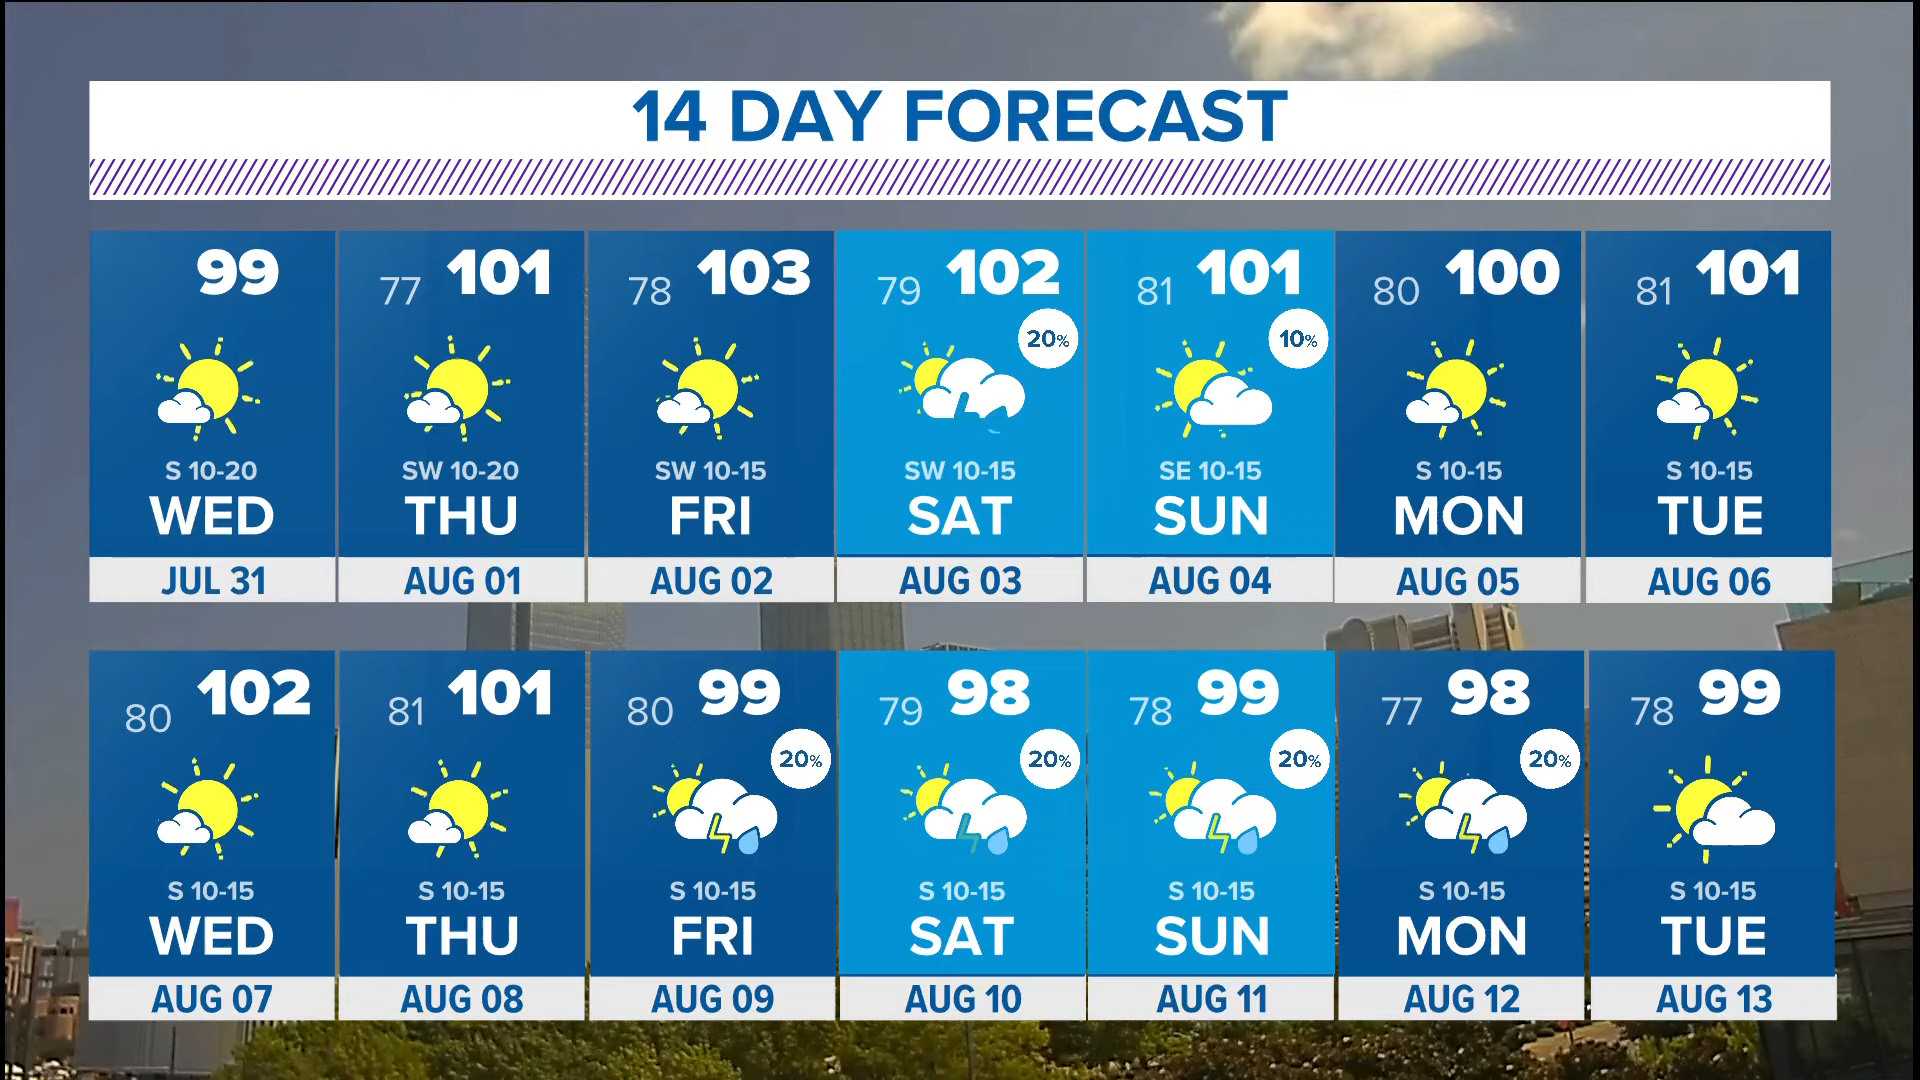 14 DAY FORECAST
99 77 101 78 103 79 102 81 101 80 100 81 101
20% 10%
S 10-20 SW 10-20 SW 10-15 SW 10-15 SE 10-15 S 10-15 S 10-15
WED THU FRI SAT SUN MON TUE
JUL 31 AUG 01 AUG 02 AUG 03 AUG 04 AUG 05 AUG 06
80 102 81 101 80 99 79 98 78 99 77 98 78 99
20% 20% 20% 20%
S 10-15 S 10-15 S 10-15 S 10-15 S 10-15 S 10-15 S 10-15
WED THU FRI SAT SUN MON TUE
AUG 07 AUG 08 AUG 09 AUG 10 AUG 11 AUG 12 AUG 13